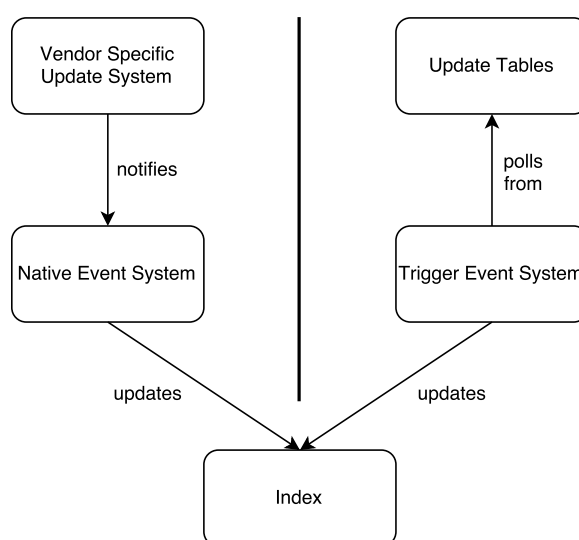 Vendor Specific
Update System
Update Tables
notifies
polls
from
Native Event System
Trigger Event System
updates
updates
Index